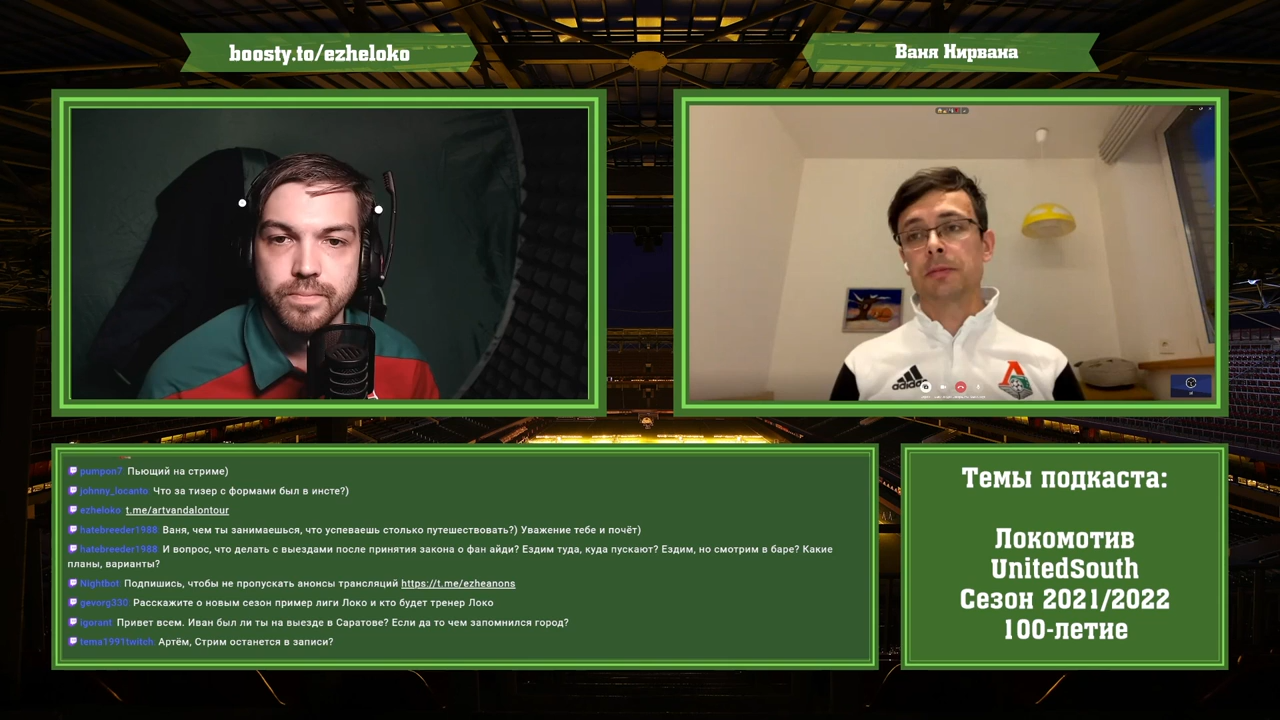 boosty.to/ezheloko
Ваня Нирвана
adidas
pumpon7: Пьющий на стриме)
johnny_locanto: Что за тизер с формами был в инсте?)
ezheloko: t.me/artvandalontour
hatebreeder1988: Ваня, чем ты занимаешься, что успеваешь столько путешествовать?) Уважение тебе и почёт)
hatebreeder1988: И вопрос, что делать с выездами после принятия закона о фан айди? Ездим туда, куда пускают? Ездим, но смотрим в баре? Какие
планы, варианты?
Nightbot: Подпишись, чтобы не пропускать анонсы трансляций https://t.me/ezheanons
gevorg330: Расскажите о новым сезон пример лиги Локо и кто будет тренер Локо
igorant: Привет всем. Иван был ли ты на выезде в Саратове? Если да то чем запомнился город?
tema1991twitch: Артём, Стрим останется в записи?
Темы подкаста:
Локомотив
UnitedSouth
Сезон 2021/2022
100-летие